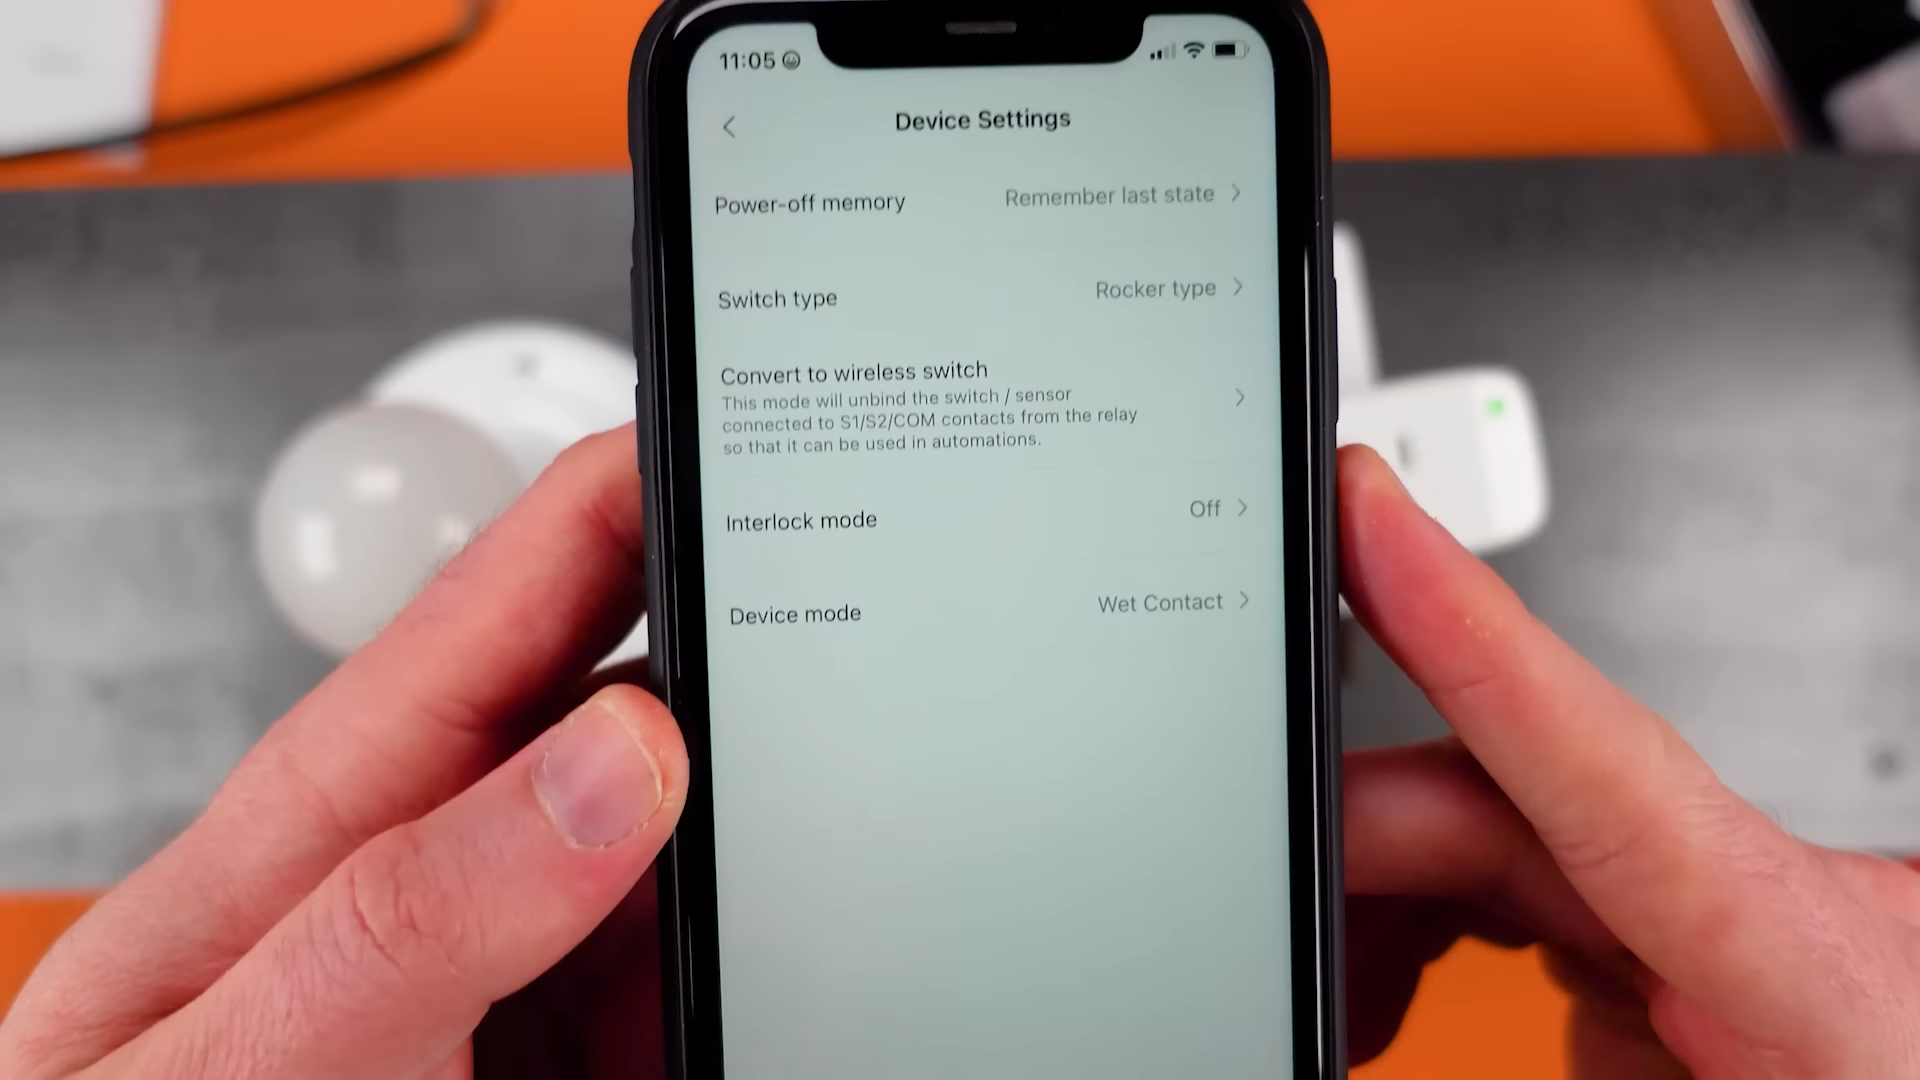 11:05
Device Settings
Power-off memory Remember last state
Switch type Rocker type
Convert to wireless switch
This mode will unbind the switch / sensor
connected to S1/S2/COM contacts from the relay
so that it can be used in automations.
Interlock mode Off
Device mode Wet Contact